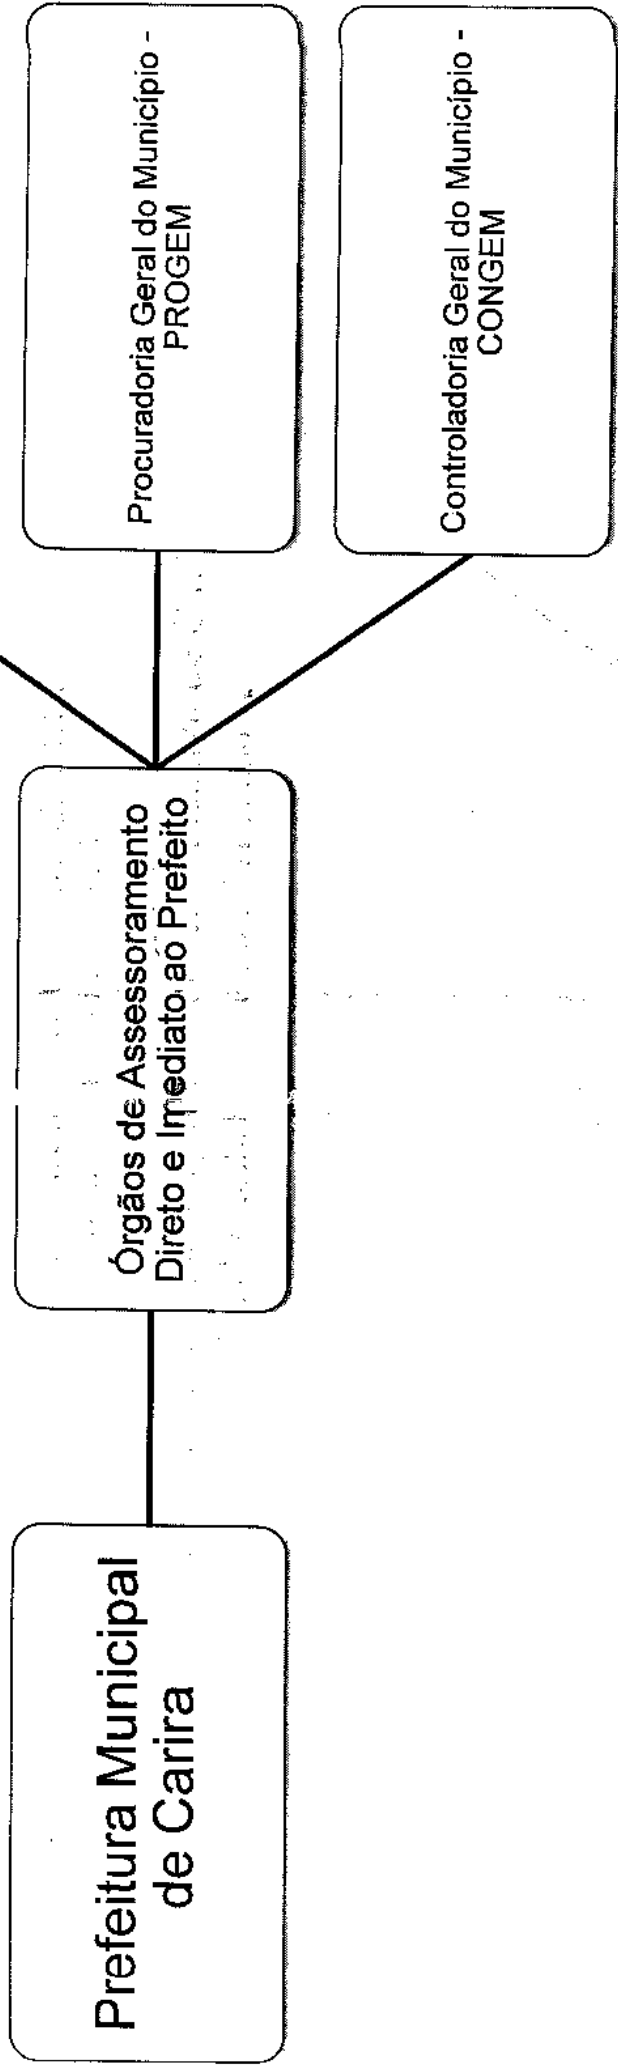 Prefeitura Municipal
de Carira
Órgãos de Assessoramento
Direto e Imediato ao Prefeito
Procuradoria Geral do Município -
PROGEM
Controladoria Geral do Município -
CONGEM